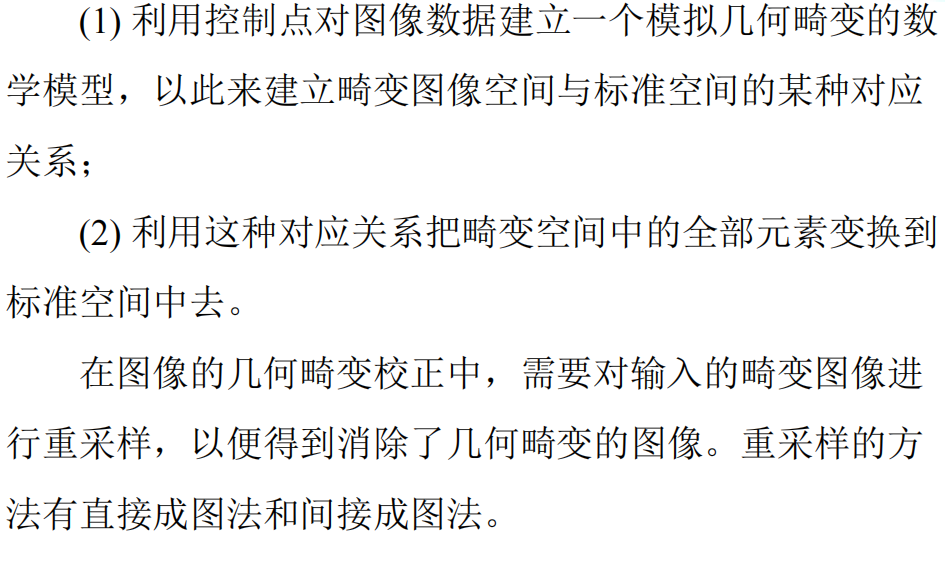 (1) 利用控制点对图像数据建立一个模拟几何畸变的数
学模型，以此来建立畸变图像空间与标准空间的某种对应
关系；
(2) 利用这种对应关系把畸变空间中的全部元素变换到
标准空间中去。
在图像的几何畸变校正中，需要对输入的畸变图像进
行重采样，以便得到消除了几何畸变的图像。重采样的方
法有直接成图法和间接成图法。